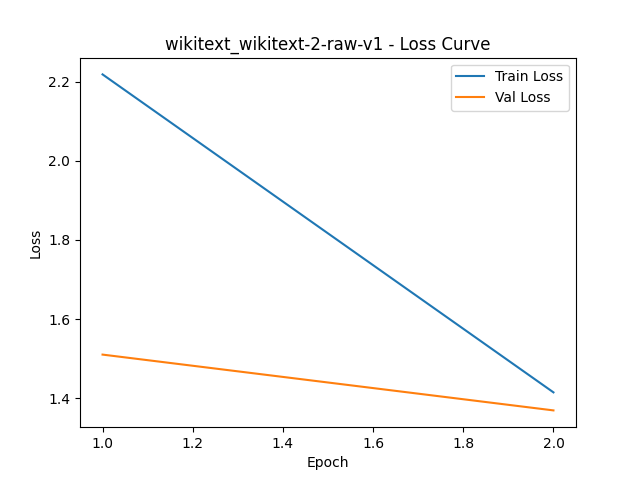 wikitext_wikitext-2-raw-v1 - Loss Curve
Train Loss
Val Loss
Loss
2.2
2.0
1.8
1.6
1.4
1.0 1.2 1.4 1.6 1.8 2.0
Epoch